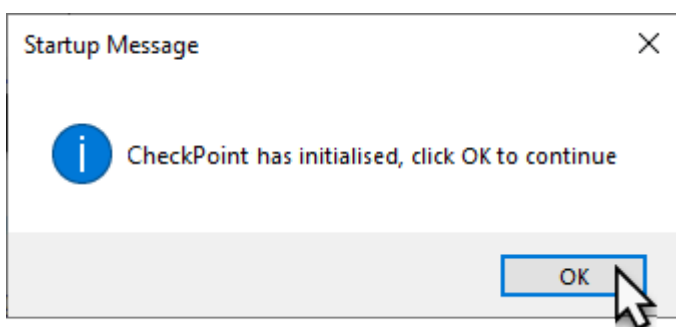 Startup Message
CheckPoint has initialised, click OK to continue
OK